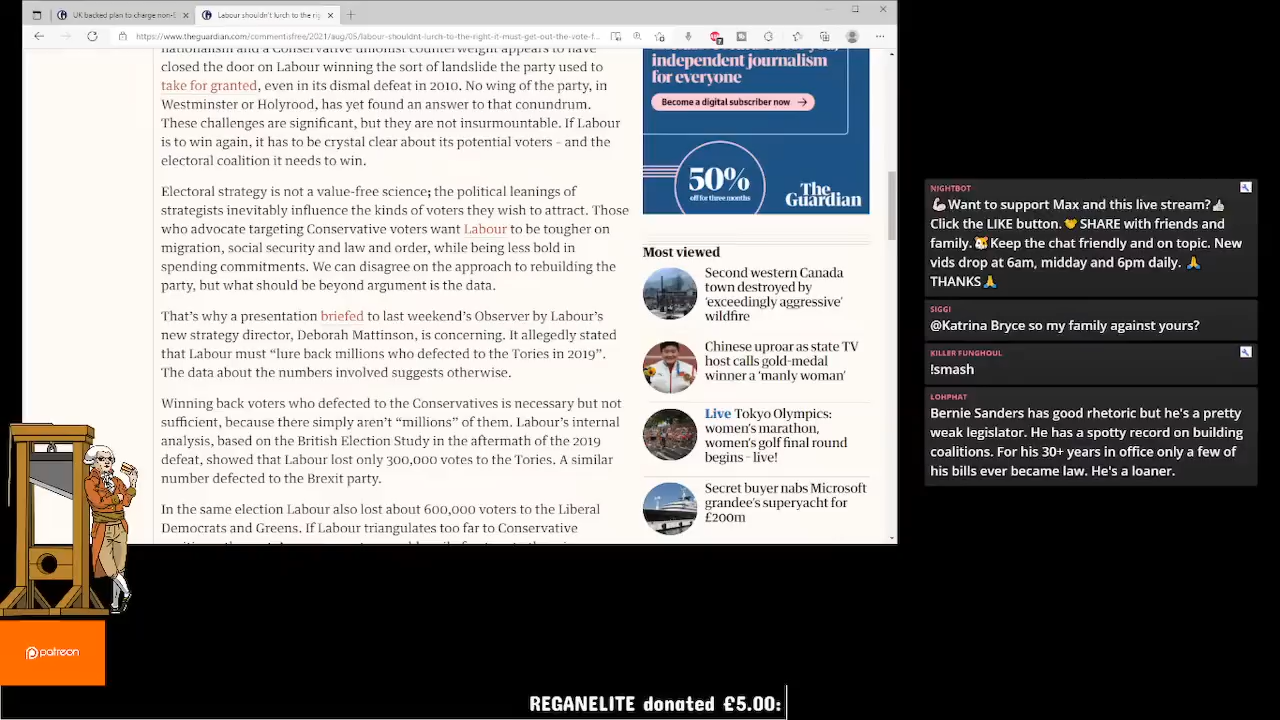 UK backed plan to charge non-S
Labour shouldn't lurch to the rig
https://www.theguardian.com/commentisfree/2021/aug/05/labour-shouldnt-lurch-to-the-right-it-must-get-out-the-vote-f...
nationalism and a Conservative unionist counterweight appears to have
closed the door on Labour winning the sort of landslide the party used to
take for granted, even in its dismal defeat in 2010. No wing of the party, in
Westminster or Holyrood, has yet found an answer to that conundrum.
These challenges are significant, but they are not insurmountable. If Labour
is to win again, it has to be crystal clear about its potential voters – and the
electoral coalition it needs to win.
Electoral strategy is not a value-free science; the political leanings of
strategists inevitably influence the kinds of voters they wish to attract. Those
who advocate targeting Conservative voters want Labour to be tougher on
migration, social security and law and order, while being less bold in
spending commitments. We can disagree on the approach to rebuilding the
party, but what should be beyond argument is the data.
That's why a presentation briefed to last weekend's Observer by Labour's
new strategy director, Deborah Mattinson, is concerning. It allegedly stated
that Labour must “lure back millions who defected to the Tories in 2019”.
The data about the numbers involved suggests otherwise.
Winning back voters who defected to the Conservatives is necessary but not
sufficient, because there simply aren't “millions” of them. Labour's internal
analysis, based on the British Election Study in the aftermath of the 2019
defeat, showed that Labour lost only 300,000 votes to the Tories. A similar
number defected to the Brexit party.
In the same election Labour also lost about 600,000 voters to the Liberal
Democrats and Greens. If Labour triangulates too far to Conservative
independent journalism
for everyone
Become a digital subscriber now →
50%
off for three months
The
Guardian
Most viewed
Second western Canada
town destroyed by
‘exceedingly aggressive’
wildfire
Chinese uproar as state TV
host calls gold-medal
winner a ‘manly woman’
Live Tokyo Olympics:
women's marathon,
women's golf final round
begins – live!
Secret buyer nabs Microsoft
grandee's superyacht for
£200m
NIGHTBOT
💪Want to support Max and this live stream?👍
Click the LIKE button. 🧡 SHARE with friends and
family. 🐹Keep the chat friendly and on topic. New
vids drop at 6am, midday and 6pm daily. 🙏
THANKS🙏
SIGGI
@Katrina Bryce so my family against yours?
KILLER FUNGHOUL
!smash
LOHPHAT
Bernie Sanders has good rhetoric but he's a pretty
weak legislator. He has a spotty record on building
coalitions. For his 30+ years in office only a few of
his bills ever became law. He's a loaner.
patreon
REGANELITE donated £5.00: